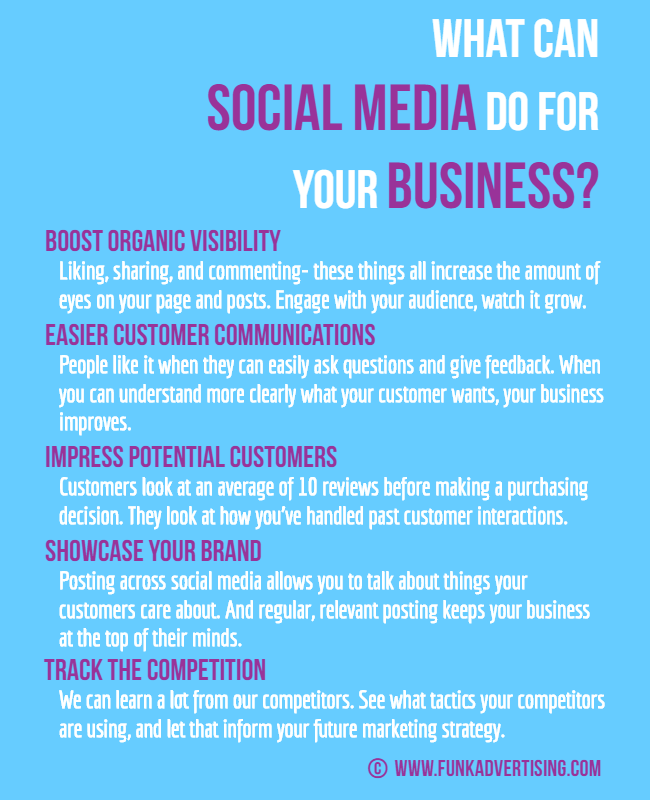 WHAT CAN
SOCIAL MEDIA DO FOR
YOUR BUSINESS?
BOOST ORGANIC VISIBILITY
Liking, sharing, and commenting- these things all increase the amount of
eyes on your page and posts. Engage with your audience, watch it grow.
EASIER CUSTOMER COMMUNICATIONS
People like it when they can easily ask questions and give feedback. When
you can understand more clearly what your customer wants, your business
improves.
IMPRESS POTENTIAL CUSTOMERS
Customers look at an average of 10 reviews before making a purchasing
decision. They look at how you've handled past customer interactions.
SHOWCASE YOUR BRAND
Posting across social media allows you to talk about things your
customers care about. And regular, relevant posting keeps your business
at the top of their minds.
TRACK THE COMPETITION
We can learn a lot from our competitors. See what tactics your competitors
are using, and let that inform your future marketing strategy.
© WWW.FUNKADVERTISING.COM